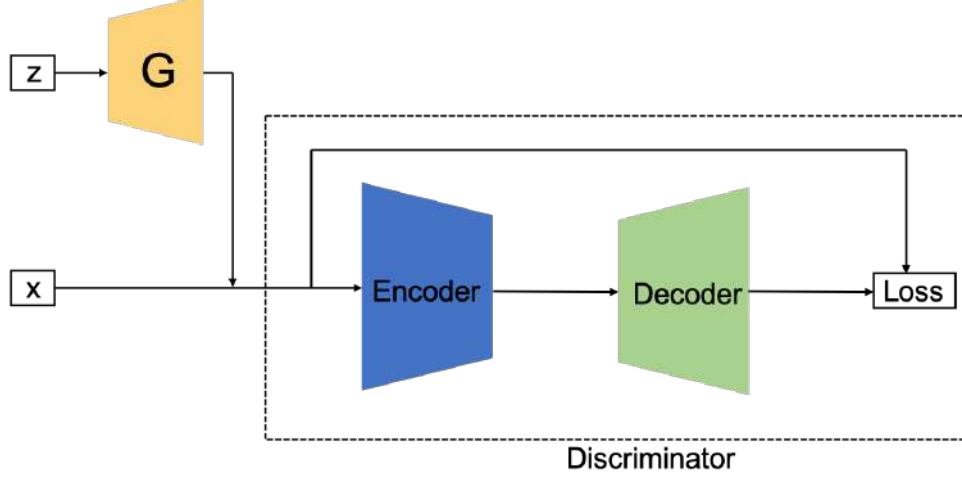 z
G
x
Encoder
Decoder
Loss
Discriminator